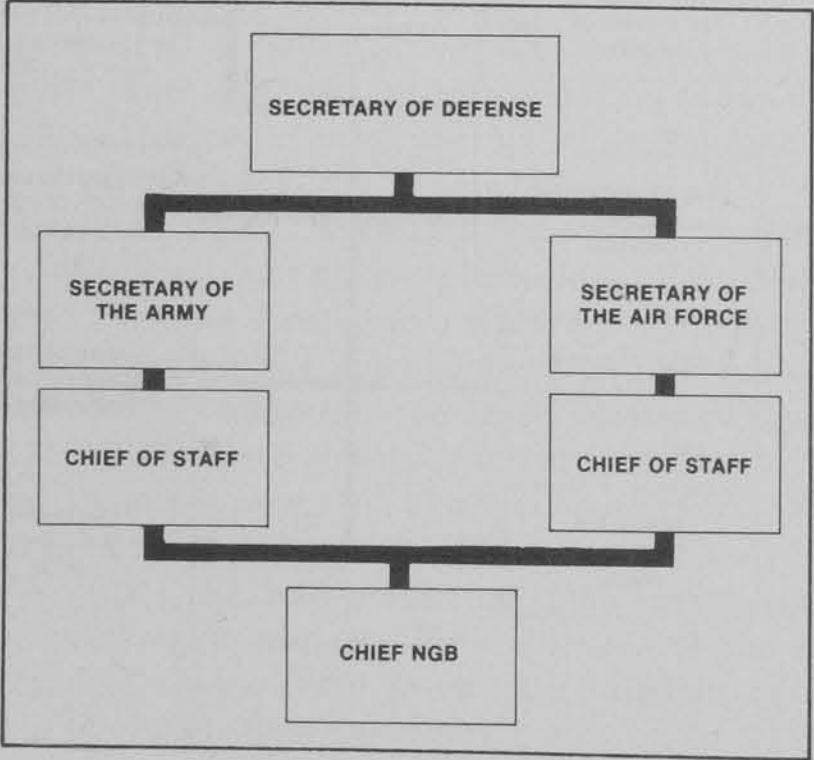 SECRETARY OF DEFENSE
SECRETARY OF
THE ARMY
SECRETARY OF
THE AIR FORCE
CHIEF OF STAFF
CHIEF OF STAFF
CHIEF NGB